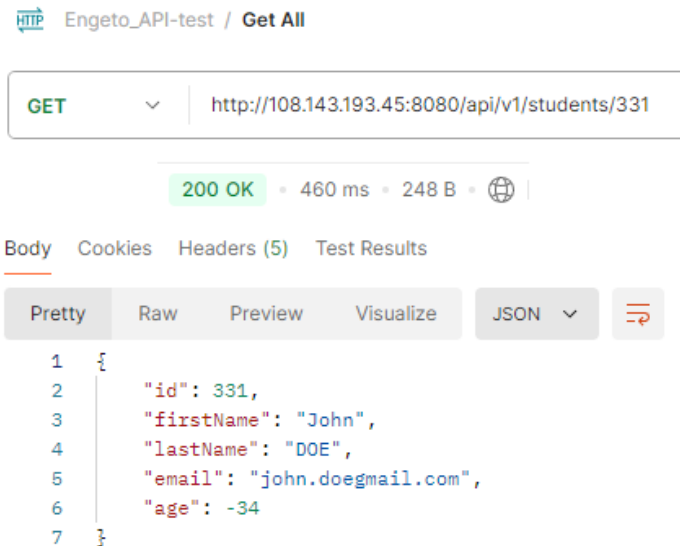 HTTP Engeto_API-test / Get All
GET http://108.143.193.45:8080/api/v1/students/331
200 OK 460 ms 248 B
Body Cookies Headers (5) Test Results
Pretty Raw Preview Visualize JSON
1 {
2 "id": 331,
3 "firstName": "John",
4 "lastName": "DOE",
5 "email": "john.doegmail.com",
6 "age": -34
7 }